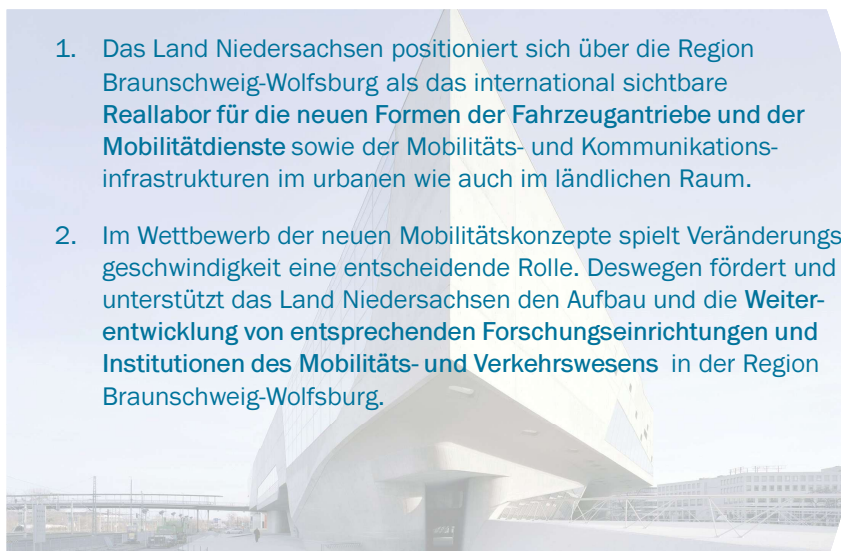 1. Das Land Niedersachsen positioniert sich über die Region
Braunschweig-Wolfsburg als das international sichtbare
Reallabor für die neuen Formen der Fahrzeugantriebe und der
Mobilitätdienste sowie der Mobilitäts- und Kommunikations-
infrastrukturen im urbanen wie auch im ländlichen Raum.
2. Im Wettbewerb der neuen Mobilitätskonzepte spielt Veränderungs
geschwindigkeit eine entscheidende Rolle. Deswegen fördert und
unterstützt das Land Niedersachsen den Aufbau und die Weiter-
entwicklung von entsprechenden Forschungseinrichtungen und
Institutionen des Mobilitäts- und Verkehrswesens in der Region
Braunschweig-Wolfsburg.